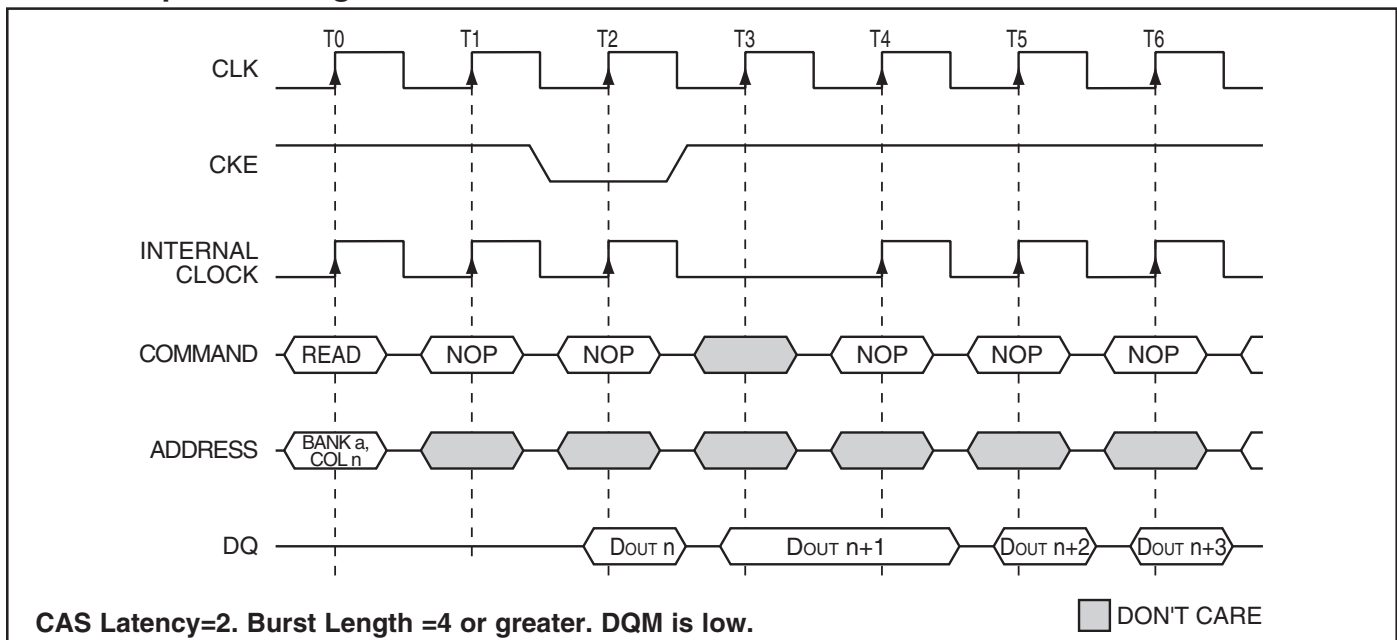 T0 T1 T2 T3 T4 T5 T6
CLK
CKE
INTERNAL
CLOCK
COMMAND READ NOP NOP NOP NOP NOP
ADDRESS BANK a,
COL n
DQ DOUT n DOUT n+1 DOUT n+2 DOUT n+3
CAS Latency=2. Burst Length =4 or greater. DQM is low. DON'T CARE